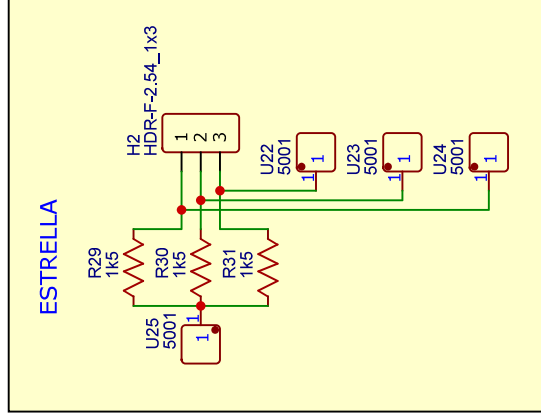 ESTRELLA
H2
HDR-F-2.54_1x3
1
2
3
U22
5001
1
1
U23
5001
1
1
U24
5001
1
1
R29
1k5
R30
1k5
R31
1k5
U25
5001
1
1